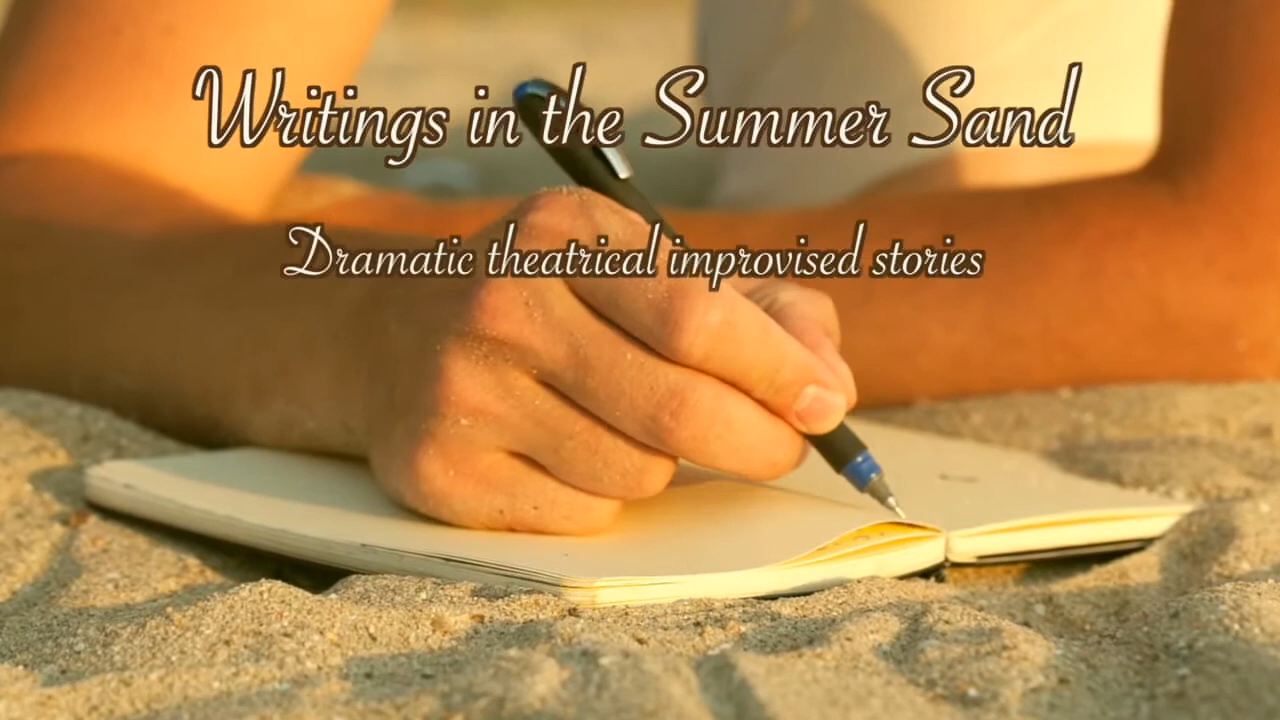 Writings in the Summer Sand
Dramatic theatrical improvised stories